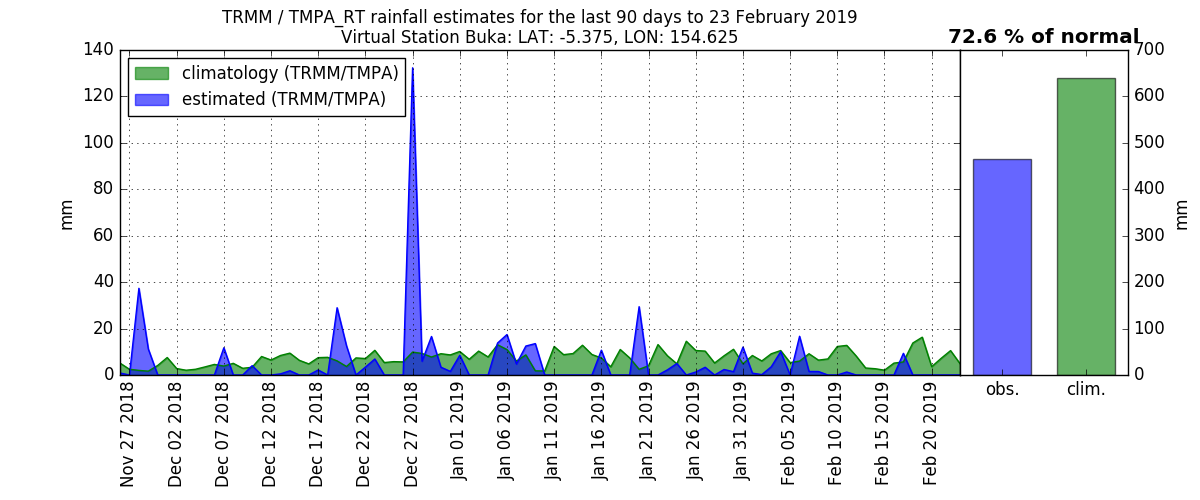 TRMM / TMPA_RT rainfall estimates for the last 90 days to 23 February 2019
Virtual Station Buka: LAT: -5.375, LON: 154.625
72.6 % of normal
climatology (TRMM/TMPA)
estimated (TRMM/TMPA)
140
120
100
80
60
40
20
0
mm
Nov 27 2018
Dec 02 2018
Dec 07 2018
Dec 12 2018
Dec 17 2018
Dec 22 2018
Dec 27 2018
Jan 01 2019
Jan 06 2019
Jan 11 2019
Jan 16 2019
Jan 21 2019
Jan 26 2019
Jan 31 2019
Feb 05 2019
Feb 10 2019
Feb 15 2019
Feb 20 2019
700
600
500
400
300
200
100
0
mm
obs.
clim.